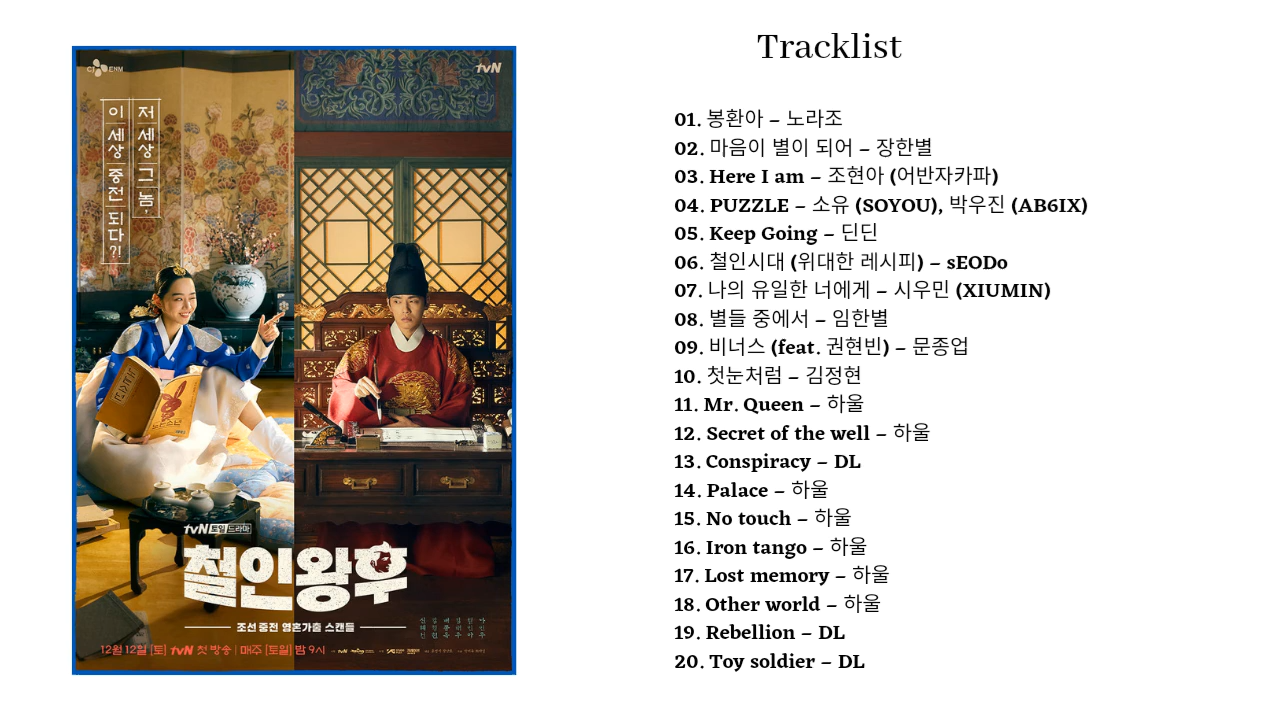 CJ ENM
tvN
저 세상 그 놈,
이 세상 중전 되다?!
tvN 토일 드라마
철인왕후
조선 중전 영혼가출 스캔들
12월 12일 [토] tvN 첫 방송 | 매주 [토일] 밤 9시
Tracklist
01. 봉환아 – 노라조
02. 마음이 별이 되어 – 장한별
03. Here I am – 조현아 (어반자카파)
04. PUZZLE – 소유 (SOYOU), 박우진 (AB6IX)
05. Keep Going – 딘딘
06. 철인시대 (위대한 레시피) – sEODo
07. 나의 유일한 너에게 – 시우민 (XIUMIN)
08. 별들 중에서 – 임한별
09. 비너스 (feat. 권현빈) – 문종업
10. 첫눈처럼 – 김정현
11. Mr. Queen – 하울
12. Secret of the well – 하울
13. Conspiracy – DL
14. Palace – 하울
15. No touch – 하울
16. Iron tango – 하울
17. Lost memory – 하울
18. Other world – 하울
19. Rebellion – DL
20. Toy soldier – DL